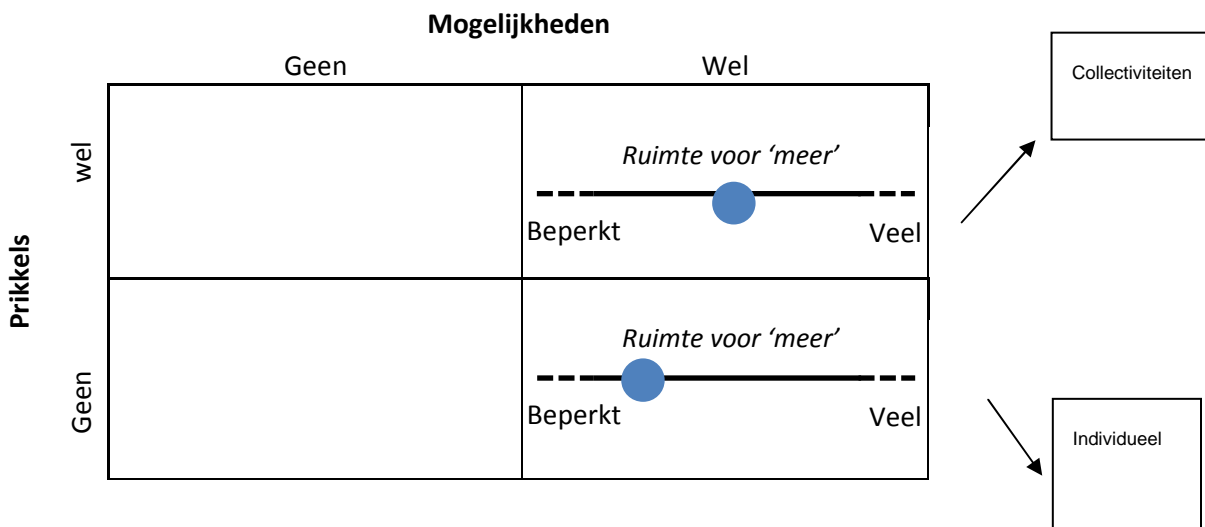 Mogelijkheden
Geen Wel
Collectiviteiten
Prikkels
wel
Ruimte voor ‘meer’
Beperkt Veel
Geen
Ruimte voor ‘meer’
Beperkt Veel
Individueel